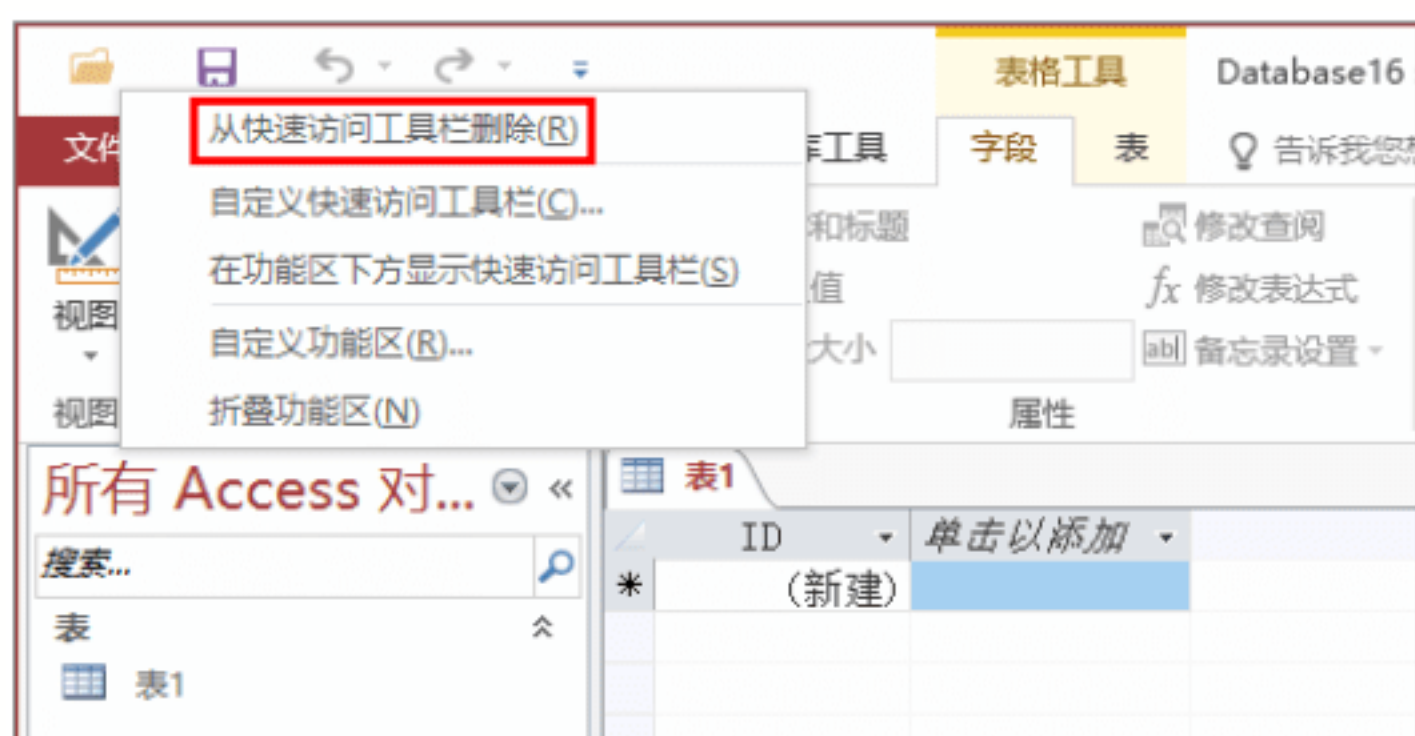 表格工具 Database16
文件
从快速访问工具栏删除(R)
库工具 字段 表 告诉我您想
自定义快速访问工具栏(C)...
和标题 修改查阅
在功能区下方显示快速访问工具栏(S)
值 fx 修改表达式
视图
自定义功能区(R)...
大小 ab 备忘录设置
视图
折叠功能区(N)
属性
所有 Access 对... «
表1
ID 单击以添加
搜索...
* (新建)
表
表1